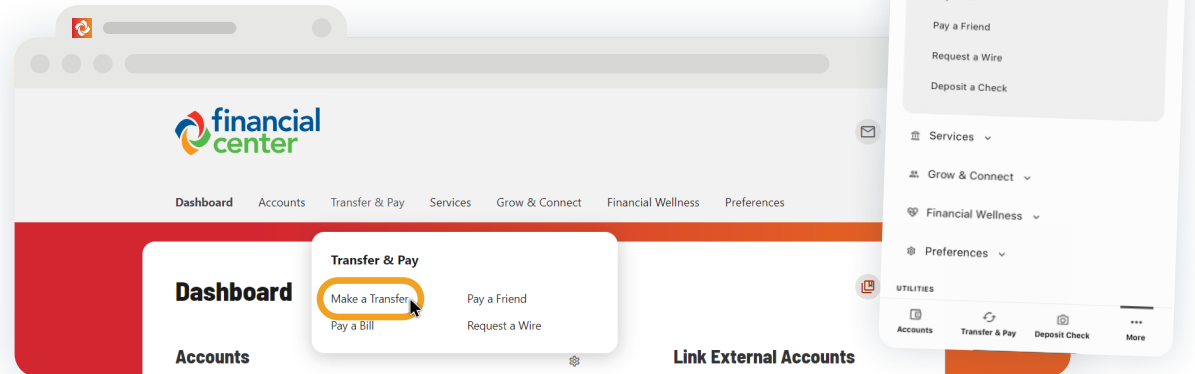 financial
center
Dashboard Accounts Transfer & Pay Services Grow & Connect Financial Wellness Preferences
Transfer & Pay
Make a Transfer Pay a Friend
Pay a Bill Request a Wire
Dashboard
Accounts Link External Accounts
Pay a Friend
Request a Wire
Deposit a Check
Services
Grow & Connect
Financial Wellness
Preferences
UTILITIES
Accounts Transfer & Pay Deposit Check More